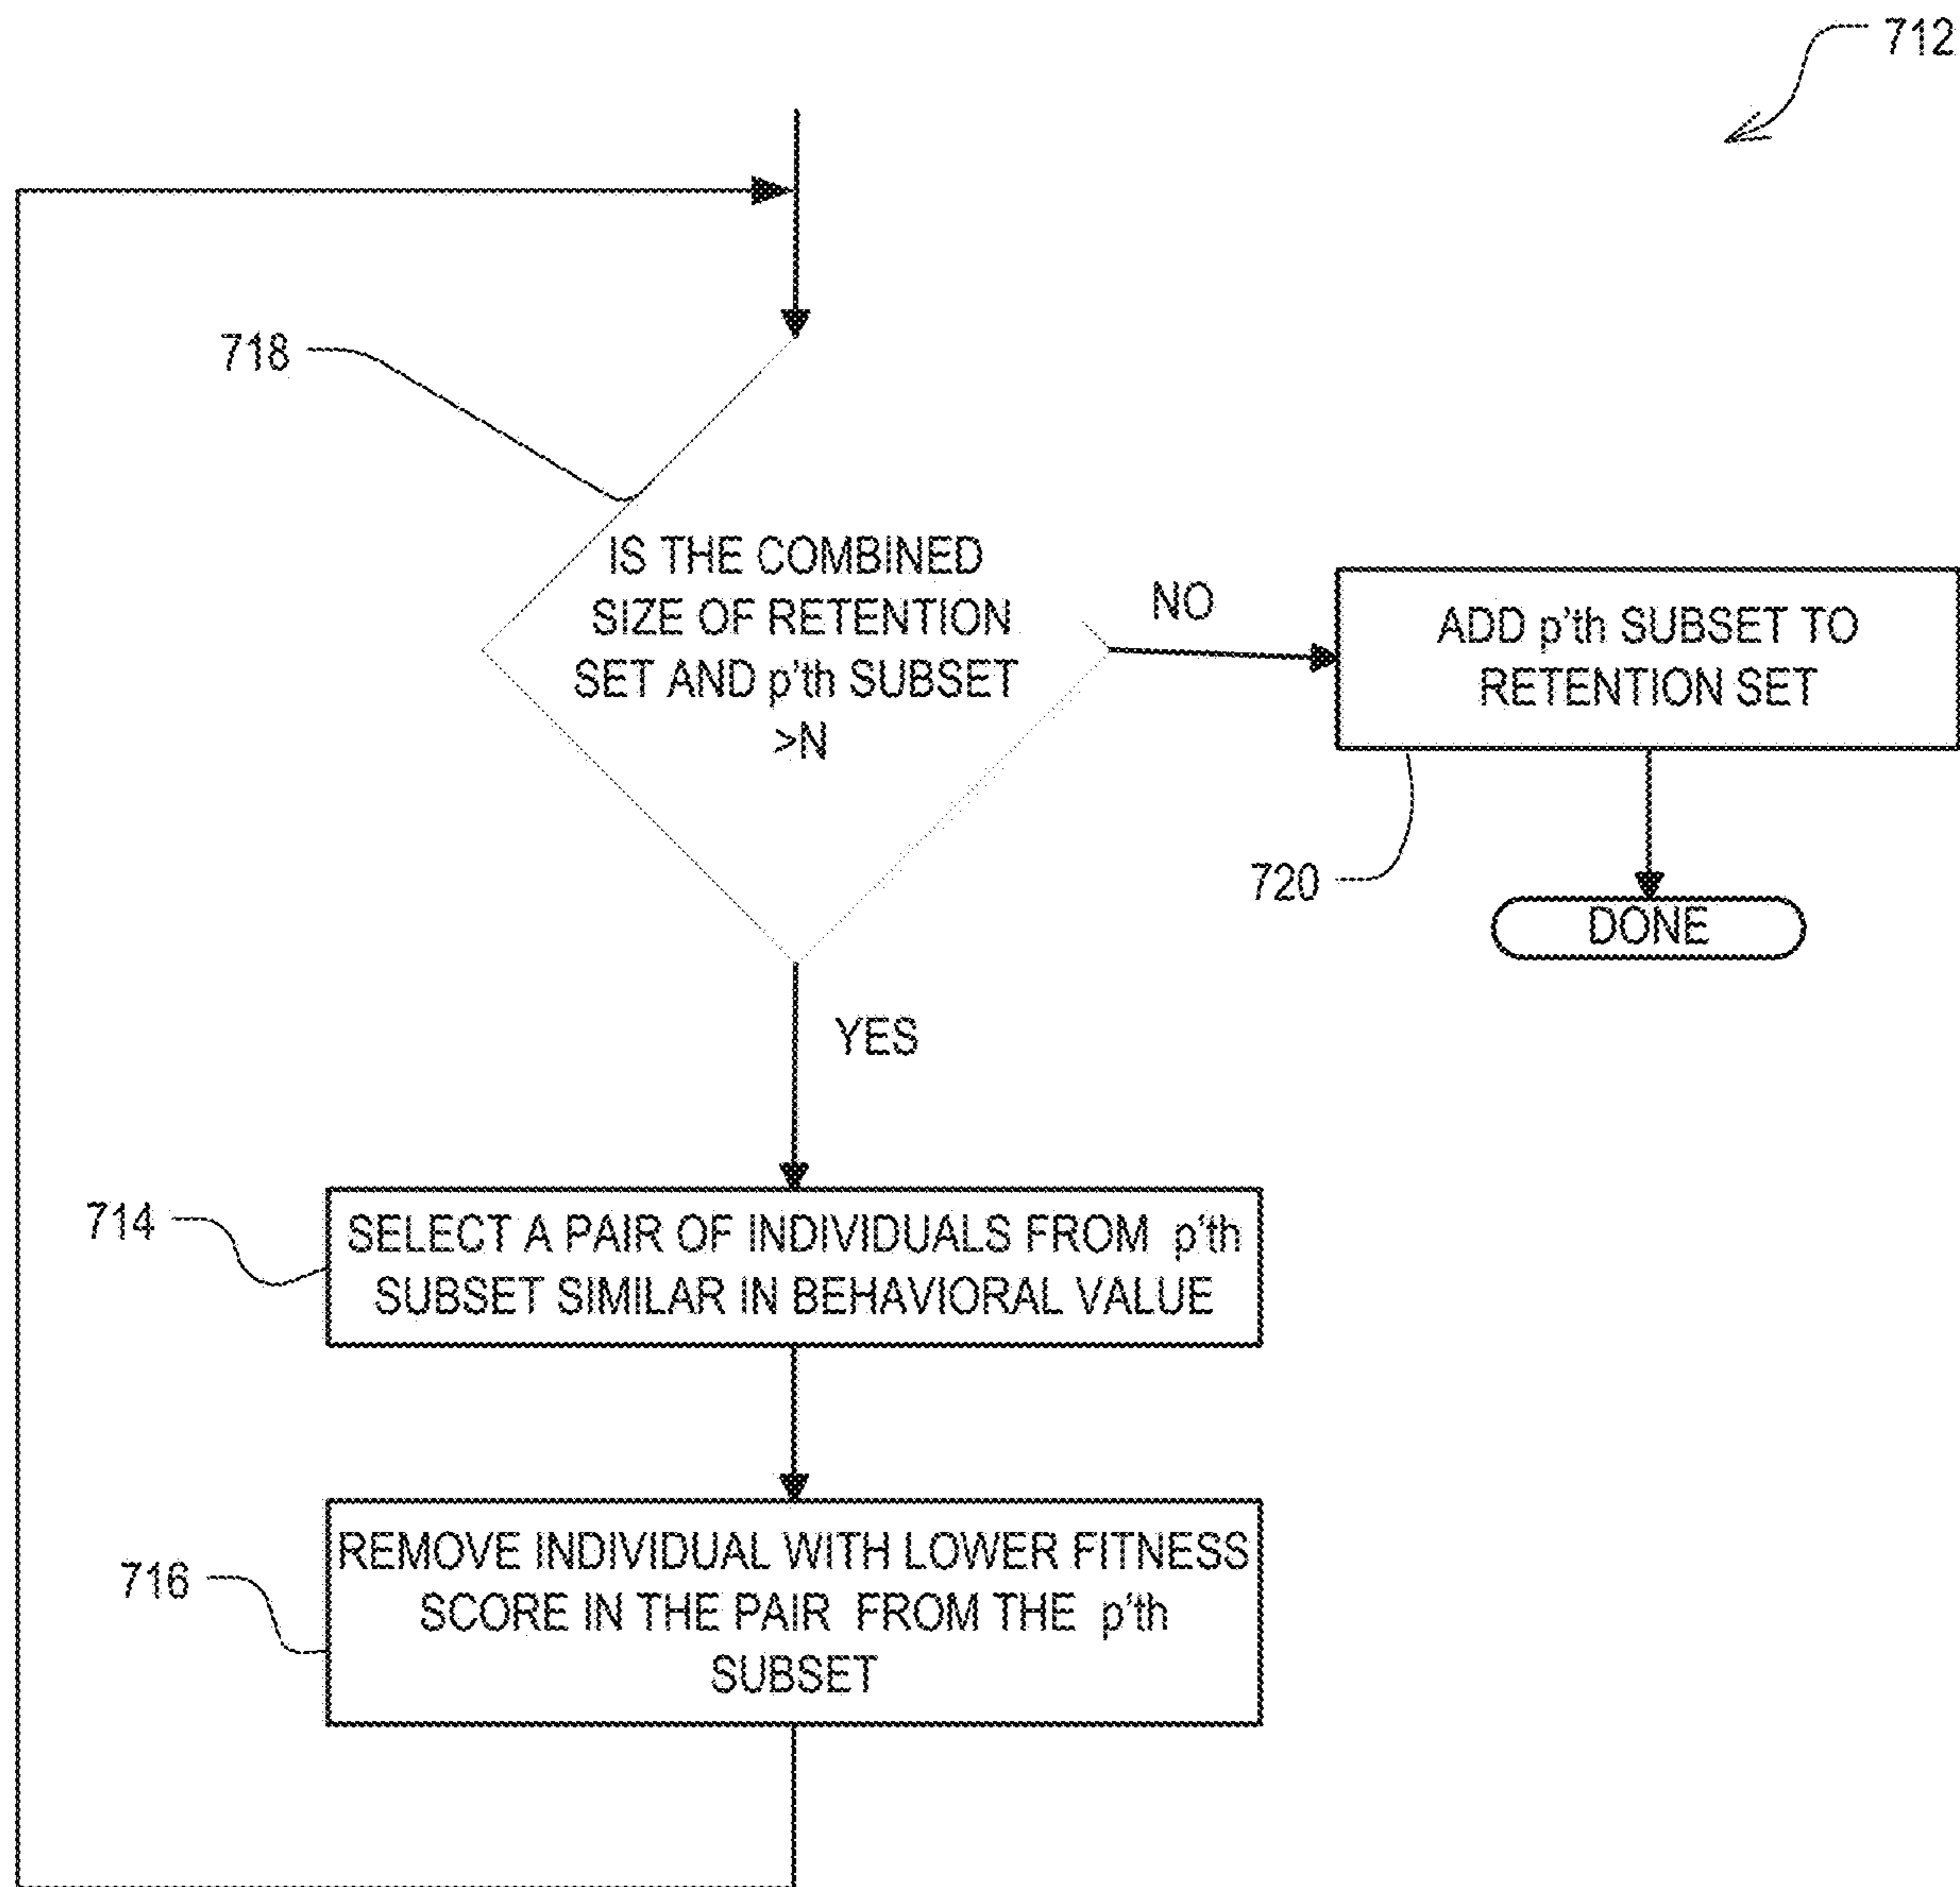 712
718
IS THE COMBINED
SIZE OF RETENTION
SET AND p'th SUBSET
>N
NO
ADD p'th SUBSET TO
RETENTION SET
720
DONE
YES
714
SELECT A PAIR OF INDIVIDUALS FROM p'th
SUBSET SIMILAR IN BEHAVIORAL VALUE
716
REMOVE INDIVIDUAL WITH LOWER FITNESS
SCORE IN THE PAIR FROM THE p'th
SUBSET